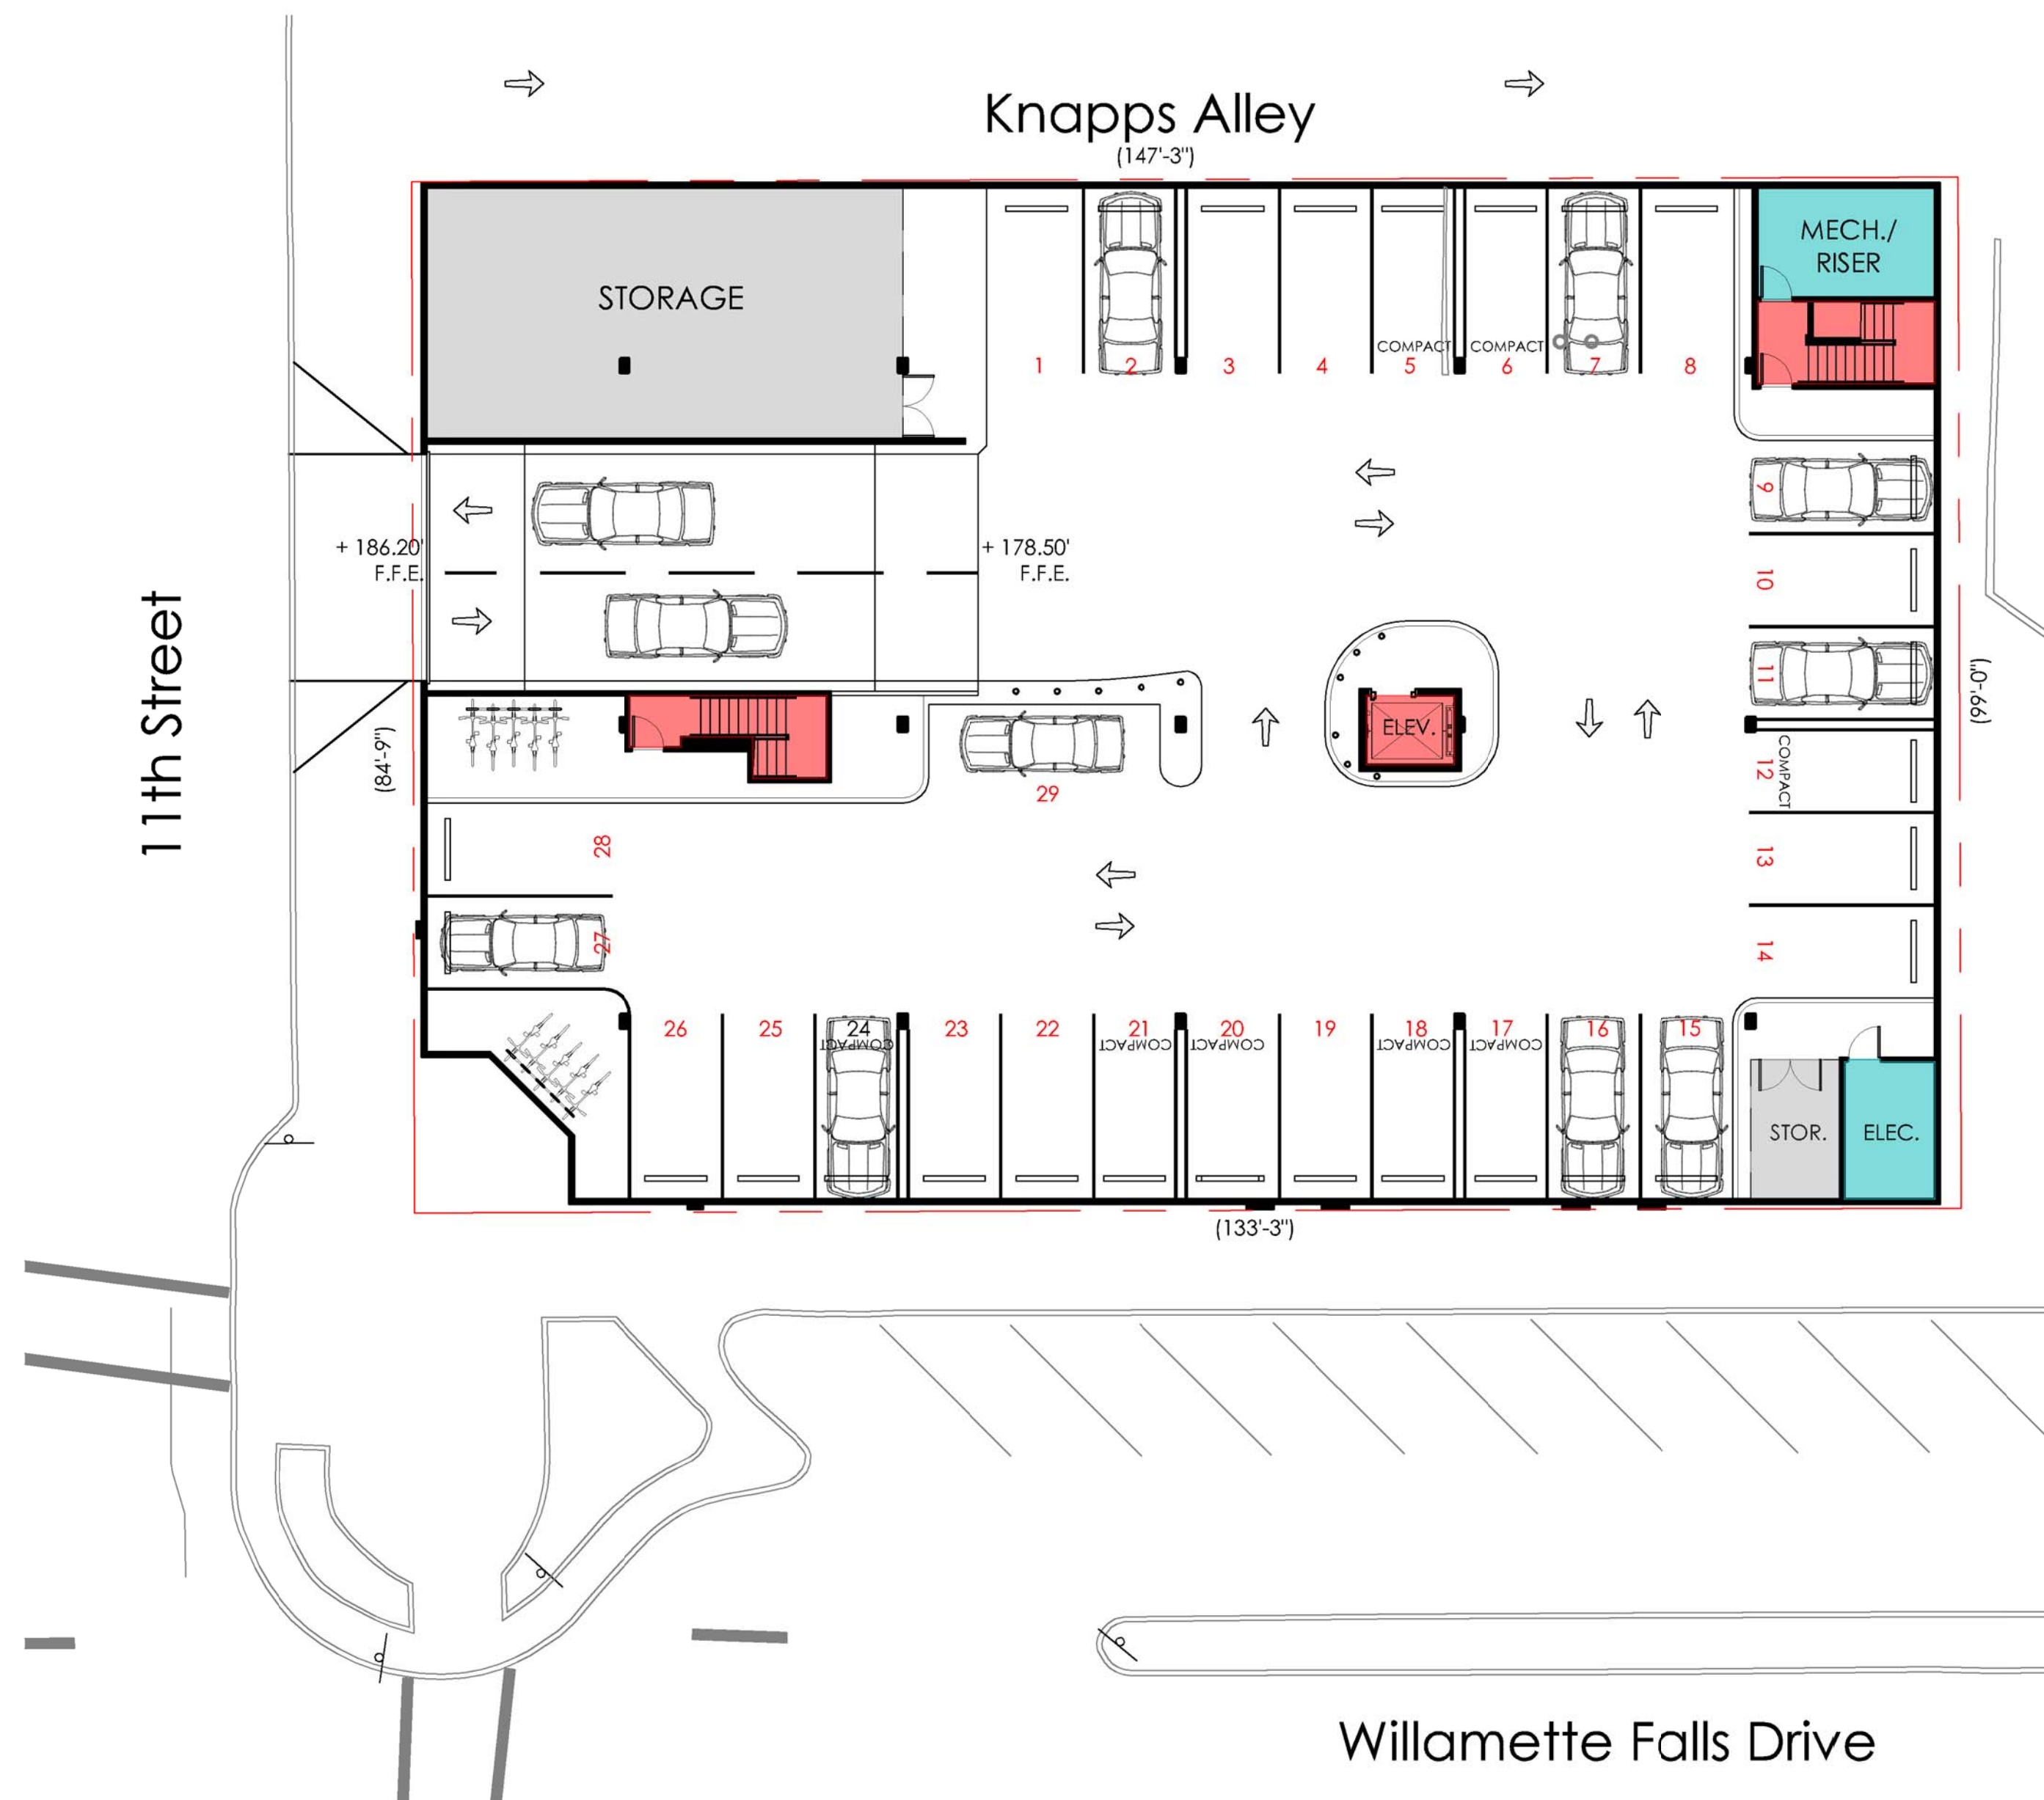 Knapps Alley
(147'-3")
MECH./
RISER
STORAGE
COMPACT
COMPACT
1
2
3
4
5
6
7
8
9
+ 186.20'
F.F.E.
+ 178.50'
F.F.E.
10
11
11th Street
(84'-9")
(99'-0")
ELEV.
12
COMPACT
29
28
13
27
14
26
25
24
23
22
21
20
19
18
17
16
15
COMPACT
COMPACT
COMPACT
COMPACT
COMPACT
STOR.
ELEC.
(133'-3")
Willamette Falls Drive